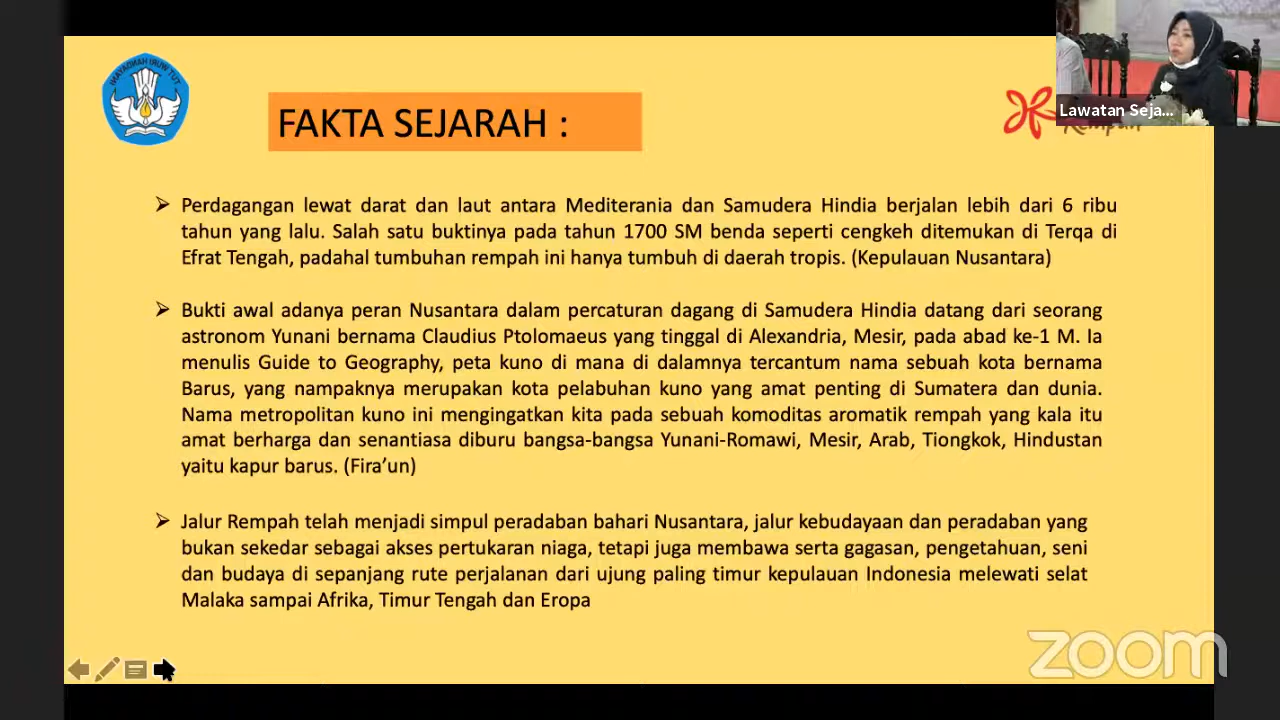 TUT WURI HANDAYANI
FAKTA SEJARAH :
Lawatan Seja...
➢ Perdagangan lewat darat dan laut antara Mediterania dan Samudera Hindia berjalan lebih dari 6 ribu
tahun yang lalu. Salah satu buktinya pada tahun 1700 SM benda seperti cengkeh ditemukan di Terqa di
Efrat Tengah, padahal tumbuhan rempah ini hanya tumbuh di daerah tropis. (Kepulauan Nusantara)
➢ Bukti awal adanya peran Nusantara dalam percaturan dagang di Samudera Hindia datang dari seorang
astronom Yunani bernama Claudius Ptolomaeus yang tinggal di Alexandria, Mesir, pada abad ke-1 M. Ia
menulis Guide to Geography, peta kuno di mana di dalamnya tercantum nama sebuah kota bernama
Barus, yang nampaknya merupakan kota pelabuhan kuno yang amat penting di Sumatera dan dunia.
Nama metropolitan kuno ini mengingatkan kita pada sebuah komoditas aromatik rempah yang kala itu
amat berharga dan senantiasa diburu bangsa-bangsa Yunani-Romawi, Mesir, Arab, Tiongkok, Hindustan
yaitu kapur barus. (Fira'un)
➢ Jalur Rempah telah menjadi simpul peradaban bahari Nusantara, jalur kebudayaan dan peradaban yang
bukan sekedar sebagai akses pertukaran niaga, tetapi juga membawa serta gagasan, pengetahuan, seni
dan budaya di sepanjang rute perjalanan dari ujung paling timur kepulauan Indonesia melewati selat
Malaka sampai Afrika, Timur Tengah dan Eropa
zoom